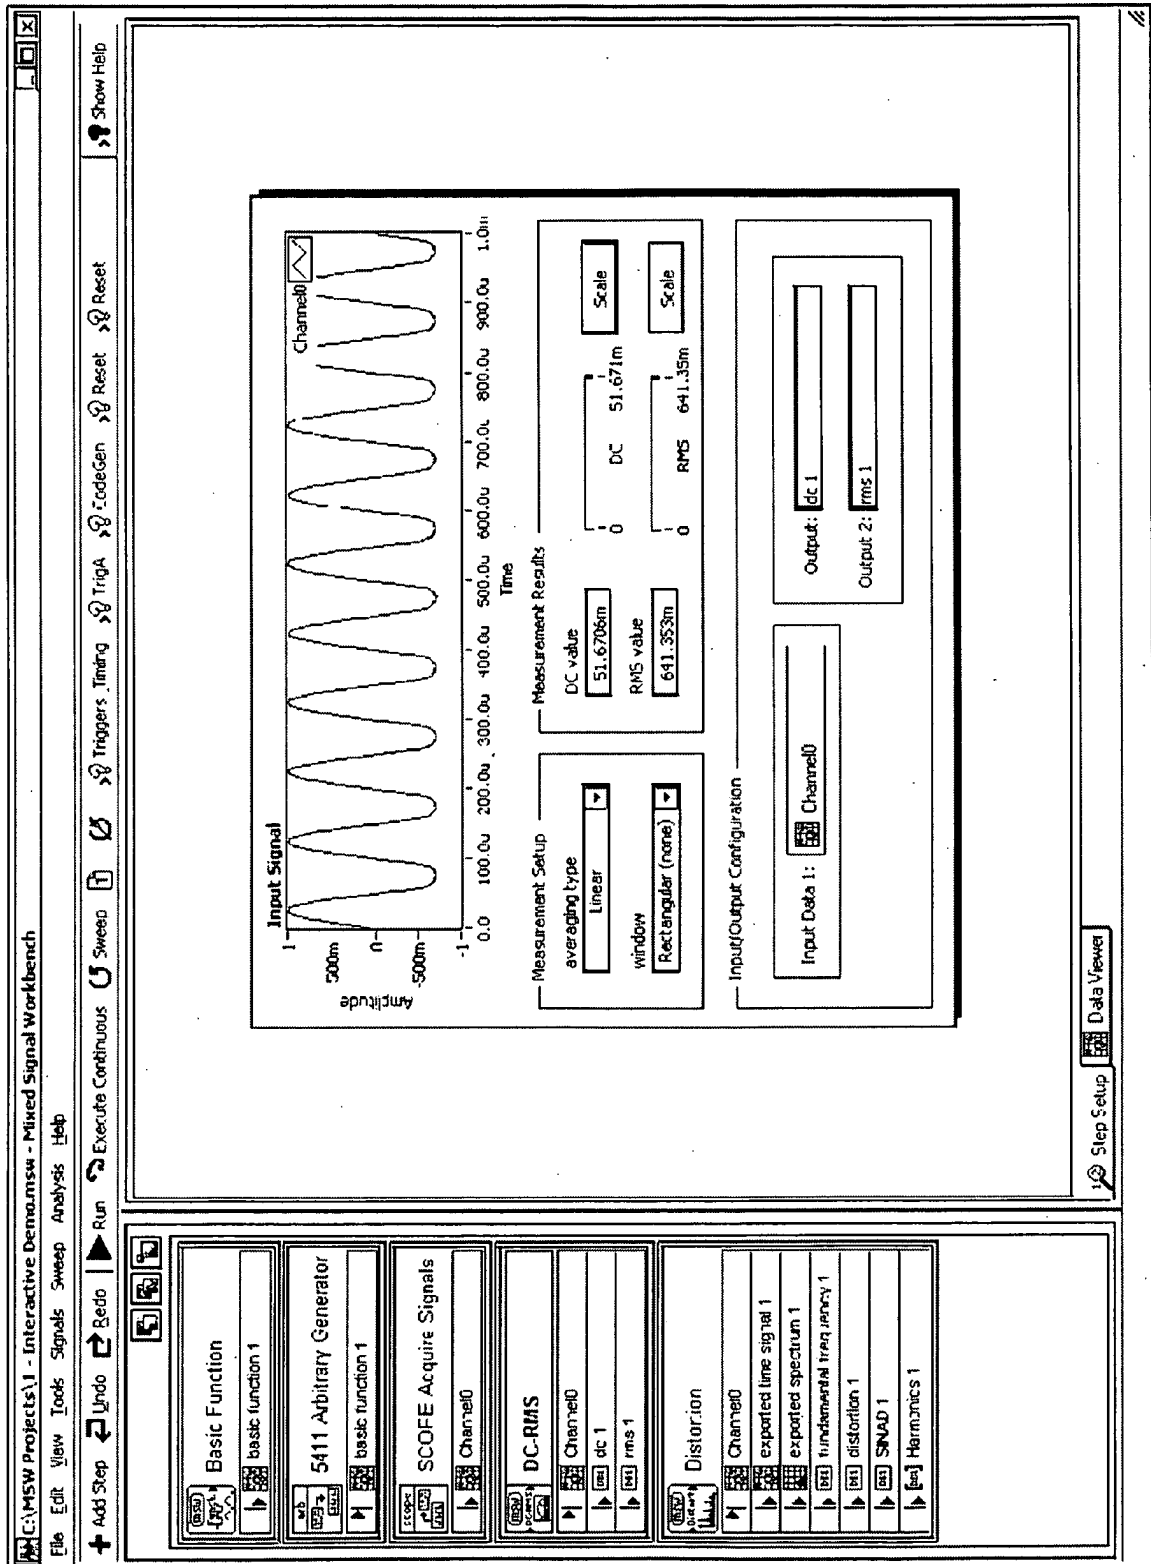 C:\MSW Projects\1 - Interactive Demo.msw - Mixed Signal Workbench
File Edit View Tools Signals Sweep Analysis Help
Add Step Undo Redo Run Execute Continuous Sweep Triggers Timing TrigA CodeGen Reset Reset Show Help
Basic Function
basic function 1
5411 Arbitrary Generator
basic function 1
SCOPE Acquire Signals
Channel0
DC-RMS
Channel0
dc 1
rms 1
Distortion
Channel0
exported time signal 1
exported spectrum 1
fundamental frequency 1
distortion 1
SINAD 1
Harmonics 1
Input Signal
Channel0
1
500m
0
-500m
-1
Amplitude
0.0 100.0u 200.0u 300.0u 400.0u 500.0u 600.0u 700.0u 800.0u 900.0u 1.0m
Time
Measurement Setup
averaging type
Linear
window
Rectangular (none)
Measurement Results
DC value
51.6706m
0 DC 51.671m
Scale
RMS value
641.353m
0 RMS 641.35m
Scale
Input/Output Configuration
Input Data 1: Channel0
Output: dc 1
Output 2: rms 1
Step Setup
Data Viewer